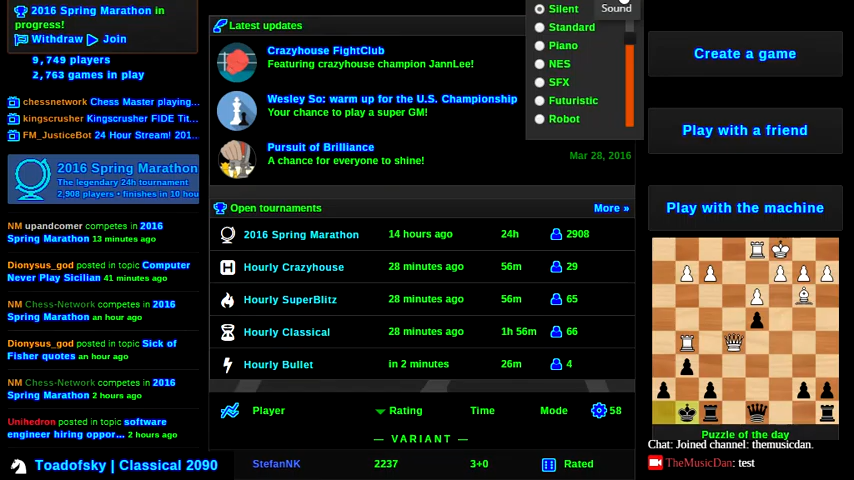 2016 Spring Marathon in
progress!
Withdraw Join
9,749 players
2,763 games in play
chessnetwork Chess Master playing...
kingscrusher Kingscrusher FIDE Tit...
FM_JusticeBot 24 Hour Stream! 201...
2016 Spring Marathon
The legendary 24h tournament
2,908 players • finishes in 10 hou
NM upandcomer competes in 2016
Spring Marathon 13 minutes ago
Dionysus_god posted in topic Computer
Never Play Sicilian 41 minutes ago
NM Chess-Network competes in 2016
Spring Marathon an hour ago
Dionysus_god posted in topic Sick of
Fisher quotes an hour ago
NM Chess-Network competes in 2016
Spring Marathon 2 hours ago
Unihedron posted in topic software
engineer hiring oppor... 2 hours ago
Toadofsky | Classical 2090
Latest updates
Crazyhouse FightClub
Featuring crazyhouse champion JannLee!
Wesley So: warm up for the U.S. Championship
Your chance to play a super GM!
Pursuit of Brilliance
A chance for everyone to shine!
Mar 28, 2016
Silent
Standard
Piano
NES
SFX
Futuristic
Robot
Sound
Open tournaments More »
2016 Spring Marathon 14 hours ago 24h 2908
Hourly Crazyhouse 28 minutes ago 56m 29
Hourly SuperBlitz 28 minutes ago 56m 65
Hourly Classical 28 minutes ago 1h 56m 66
Hourly Bullet in 2 minutes 26m 4
Player Rating Time Mode 58
— VARIANT —
StefanNK 2237 3+0 Rated
Create a game
Play with a friend
Play with the machine
Puzzle of the day
Chat: Joined channel: themusicdan.
TheMusicDan: test